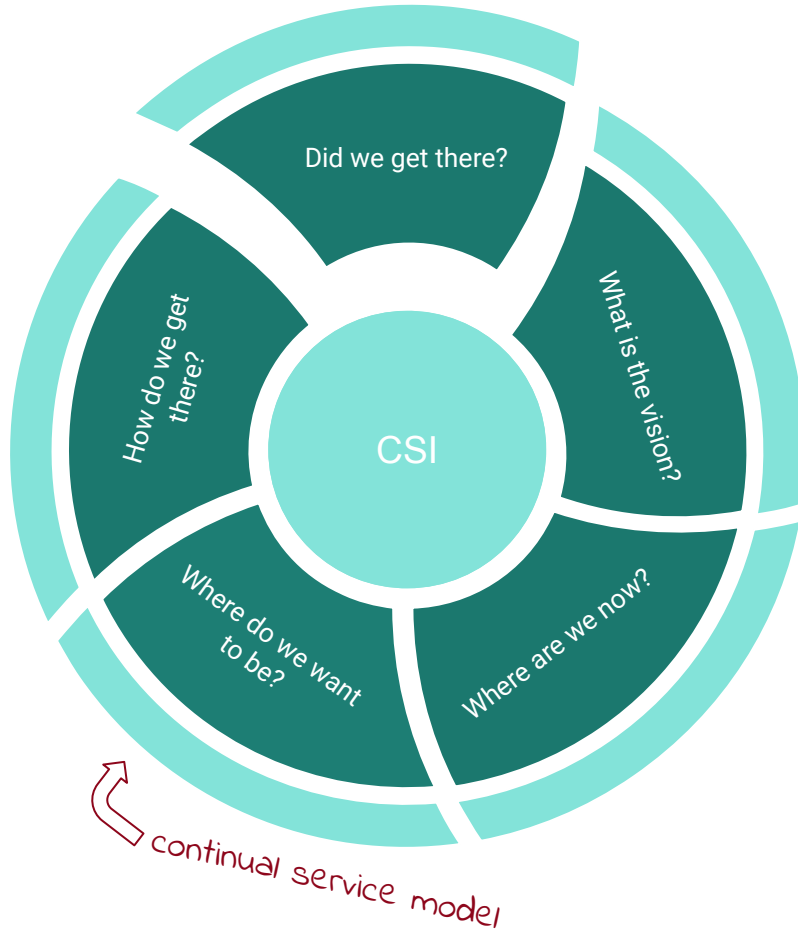 Did we get there?
What is the vision?
Where are we now?
Where do we want
to be?
How do we get
there?
CSI
continual service model